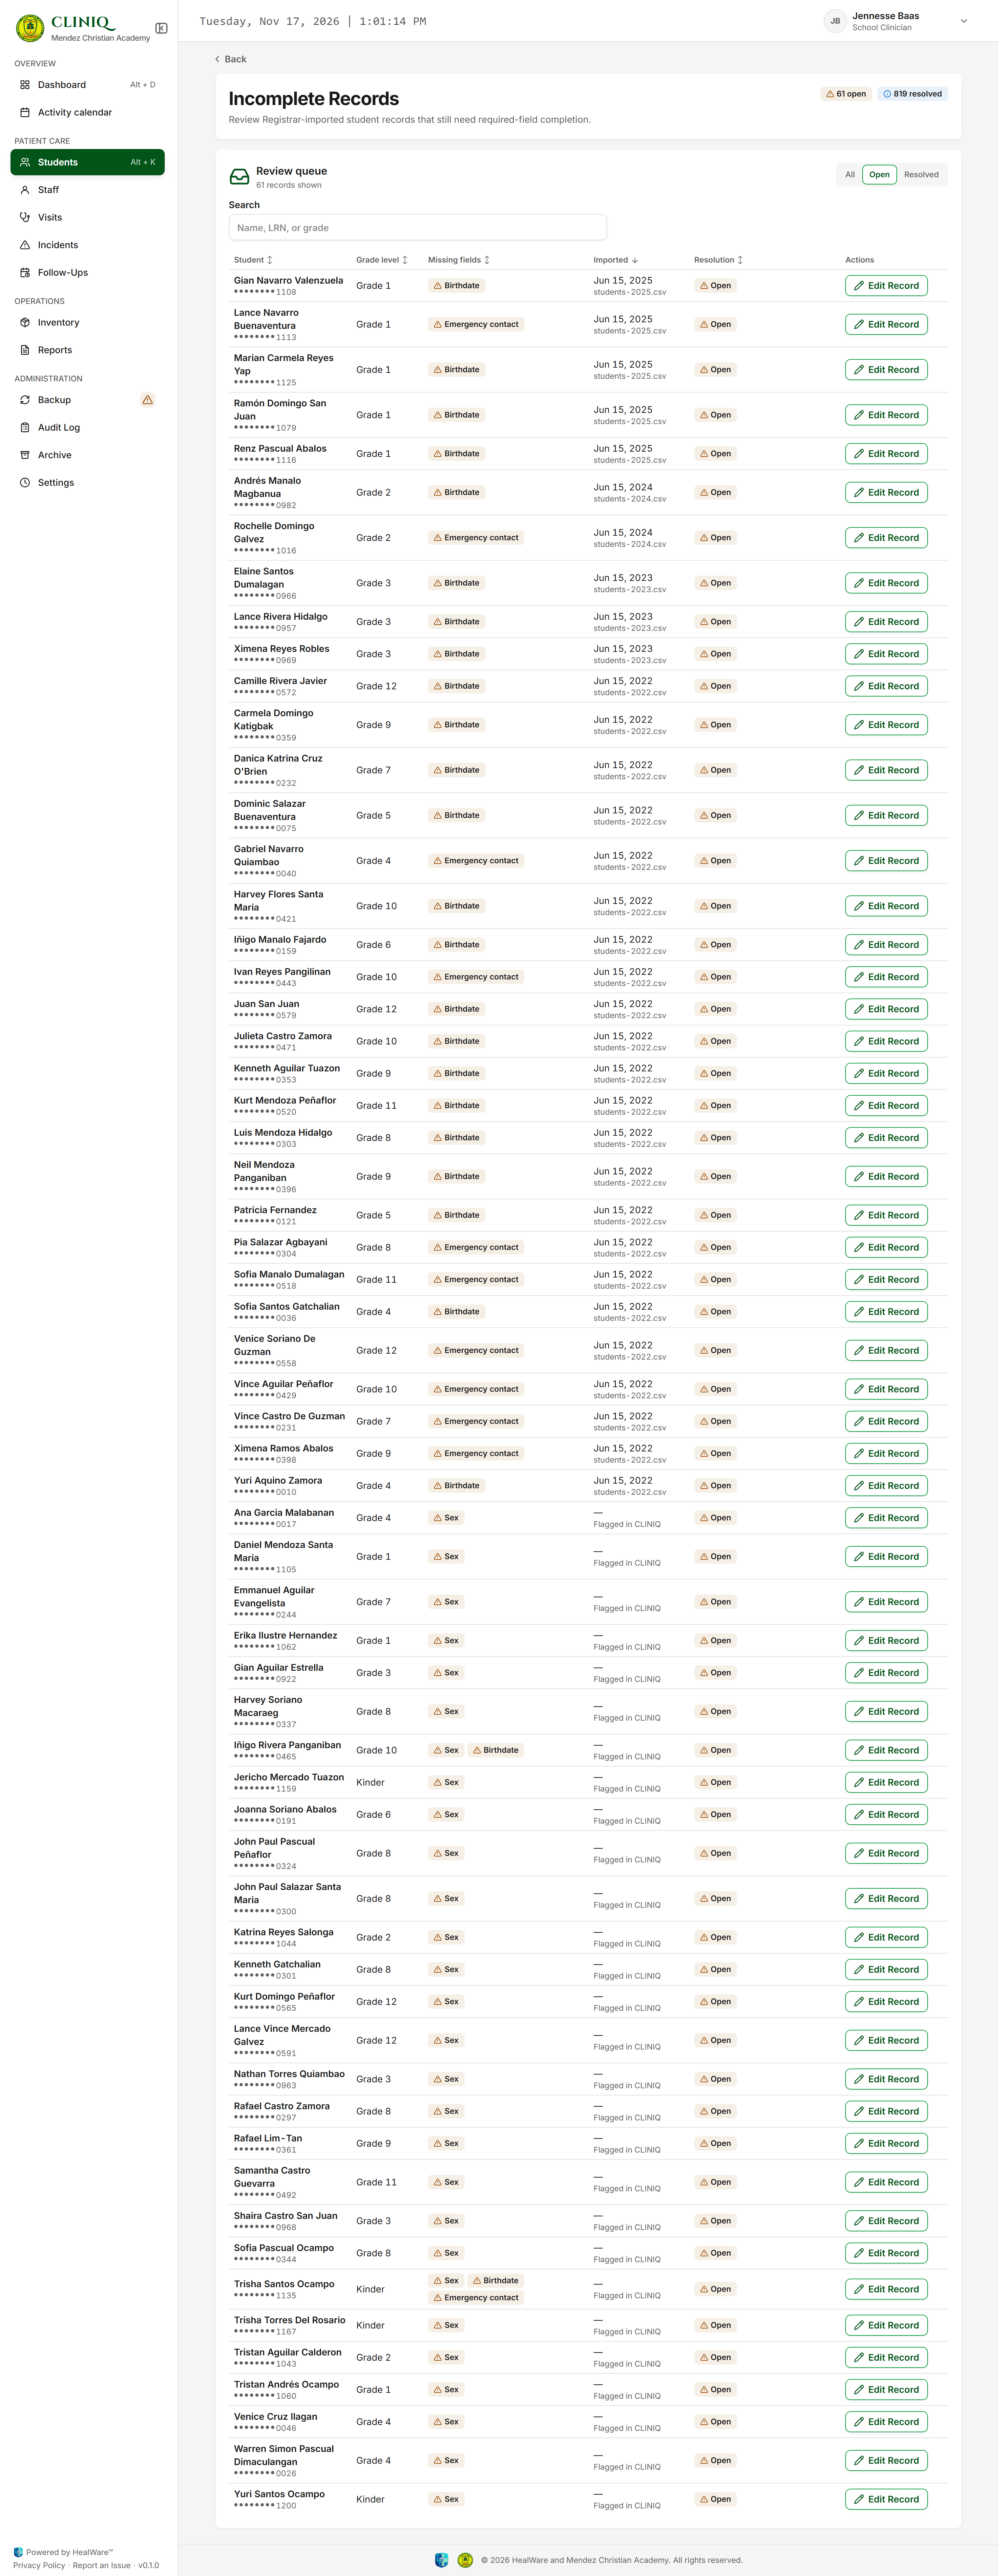 CLINIQ
Mendez Christian Academy
OVERVIEW
Dashboard Alt + D
Activity calendar
PATIENT CARE
Students Alt + K
Staff
Visits
Incidents
Follow-Ups
OPERATIONS
Inventory
Reports
ADMINISTRATION
Backup
Audit Log
Archive
Settings
Powered by HealWare™
Privacy Policy · Report an Issue · v0.1.0
Tuesday, Nov 17, 2026 | 1:01:14 PM
JB
Jennesse Baas
School Clinician
Back
Incomplete Records
61 open
819 resolved
Review Registrar-imported student records that still need required-field completion.
Review queue
61 records shown
All Open Resolved
Search
Name, LRN, or grade
Student Grade level Missing fields Imported Resolution Actions
Gian Navarro Valenzuela
••••••••1108
Grade 1 Birthdate Jun 15, 2025
students-2025.csv
Open Edit Record
Lance Navarro
Buenaventura
••••••••1113
Grade 1 Emergency contact Jun 15, 2025
students-2025.csv
Open Edit Record
Marian Carmela Reyes
Yap
••••••••1125
Grade 1 Birthdate Jun 15, 2025
students-2025.csv
Open Edit Record
Ramón Domingo San
Juan
••••••••1079
Grade 1 Birthdate Jun 15, 2025
students-2025.csv
Open Edit Record
Renz Pascual Abalos
••••••••1116
Grade 1 Birthdate Jun 15, 2025
students-2025.csv
Open Edit Record
Andrés Manalo
Magbanua
••••••••0982
Grade 2 Birthdate Jun 15, 2024
students-2024.csv
Open Edit Record
Rochelle Domingo
Galvez
••••••••1016
Grade 2 Emergency contact Jun 15, 2024
students-2024.csv
Open Edit Record
Elaine Santos
Dumalagan
••••••••0966
Grade 3 Birthdate Jun 15, 2023
students-2023.csv
Open Edit Record
Lance Rivera Hidalgo
••••••••0957
Grade 3 Birthdate Jun 15, 2023
students-2023.csv
Open Edit Record
Ximena Reyes Robles
••••••••0969
Grade 3 Birthdate Jun 15, 2023
students-2023.csv
Open Edit Record
Camille Rivera Javier
••••••••0572
Grade 12 Birthdate Jun 15, 2022
students-2022.csv
Open Edit Record
Carmela Domingo
Katigbak
••••••••0359
Grade 9 Birthdate Jun 15, 2022
students-2022.csv
Open Edit Record
Danica Katrina Cruz
O'Brien
••••••••0232
Grade 7 Birthdate Jun 15, 2022
students-2022.csv
Open Edit Record
Dominic Salazar
Buenaventura
••••••••0075
Grade 5 Birthdate Jun 15, 2022
students-2022.csv
Open Edit Record
Gabriel Navarro
Quiambao
••••••••0040
Grade 4 Emergency contact Jun 15, 2022
students-2022.csv
Open Edit Record
Harvey Flores Santa
Maria
••••••••0421
Grade 10 Birthdate Jun 15, 2022
students-2022.csv
Open Edit Record
Iñigo Manalo Fajardo
••••••••0159
Grade 6 Birthdate Jun 15, 2022
students-2022.csv
Open Edit Record
Ivan Reyes Pangilinan
••••••••0443
Grade 10 Emergency contact Jun 15, 2022
students-2022.csv
Open Edit Record
Juan San Juan
••••••••0579
Grade 12 Birthdate Jun 15, 2022
students-2022.csv
Open Edit Record
Julieta Castro Zamora
••••••••0471
Grade 10 Birthdate Jun 15, 2022
students-2022.csv
Open Edit Record
Kenneth Aguilar Tuazon
••••••••0353
Grade 9 Birthdate Jun 15, 2022
students-2022.csv
Open Edit Record
Kurt Mendoza Peñaflor
••••••••0520
Grade 11 Birthdate Jun 15, 2022
students-2022.csv
Open Edit Record
Luis Mendoza Hidalgo
••••••••0303
Grade 8 Birthdate Jun 15, 2022
students-2022.csv
Open Edit Record
Neil Mendoza
Panganiban
••••••••0396
Grade 9 Birthdate Jun 15, 2022
students-2022.csv
Open Edit Record
Patricia Fernandez
••••••••0121
Grade 5 Birthdate Jun 15, 2022
students-2022.csv
Open Edit Record
Pia Salazar Agbayani
••••••••0304
Grade 8 Emergency contact Jun 15, 2022
students-2022.csv
Open Edit Record
Sofia Manalo Dumalagan
••••••••0518
Grade 11 Emergency contact Jun 15, 2022
students-2022.csv
Open Edit Record
Sofia Santos Gatchalian
••••••••0036
Grade 4 Birthdate Jun 15, 2022
students-2022.csv
Open Edit Record
Venice Soriano De
Guzman
••••••••0558
Grade 12 Emergency contact Jun 15, 2022
students-2022.csv
Open Edit Record
Vince Aguilar Peñaflor
••••••••0429
Grade 10 Emergency contact Jun 15, 2022
students-2022.csv
Open Edit Record
Vince Castro De Guzman
••••••••0231
Grade 7 Emergency contact Jun 15, 2022
students-2022.csv
Open Edit Record
Ximena Ramos Abalos
••••••••0398
Grade 9 Emergency contact Jun 15, 2022
students-2022.csv
Open Edit Record
Yuri Aquino Zamora
••••••••0010
Grade 4 Birthdate Jun 15, 2022
students-2022.csv
Open Edit Record
Ana Garcia Malabanan
••••••••0017
Grade 4 Sex —
Flagged in CLINIQ
Open Edit Record
Daniel Mendoza Santa
Maria
••••••••1105
Grade 1 Sex —
Flagged in CLINIQ
Open Edit Record
Emmanuel Aguilar
Evangelista
••••••••0244
Grade 7 Sex —
Flagged in CLINIQ
Open Edit Record
Erika Ilustre Hernandez
••••••••1062
Grade 1 Sex —
Flagged in CLINIQ
Open Edit Record
Gian Aguilar Estrella
••••••••0922
Grade 3 Sex —
Flagged in CLINIQ
Open Edit Record
Harvey Soriano
Macaraeg
••••••••0337
Grade 8 Sex —
Flagged in CLINIQ
Open Edit Record
Iñigo Rivera Panganiban
••••••••0465
Grade 10 Sex Birthdate —
Flagged in CLINIQ
Open Edit Record
Jericho Mercado Tuazon
••••••••1159
Kinder Sex —
Flagged in CLINIQ
Open Edit Record
Joanna Soriano Abalos
••••••••0191
Grade 6 Sex —
Flagged in CLINIQ
Open Edit Record
John Paul Pascual
Peñaflor
••••••••0324
Grade 8 Sex —
Flagged in CLINIQ
Open Edit Record
John Paul Salazar Santa
Maria
••••••••0300
Grade 8 Sex —
Flagged in CLINIQ
Open Edit Record
Katrina Reyes Salonga
••••••••1044
Grade 2 Sex —
Flagged in CLINIQ
Open Edit Record
Kenneth Gatchalian
••••••••0301
Grade 8 Sex —
Flagged in CLINIQ
Open Edit Record
Kurt Domingo Peñaflor
••••••••0565
Grade 12 Sex —
Flagged in CLINIQ
Open Edit Record
Lance Vince Mercado
Galvez
••••••••0591
Grade 12 Sex —
Flagged in CLINIQ
Open Edit Record
Nathan Torres Quiambao
••••••••0963
Grade 3 Sex —
Flagged in CLINIQ
Open Edit Record
Rafael Castro Zamora
••••••••0297
Grade 8 Sex —
Flagged in CLINIQ
Open Edit Record
Rafael Lim-Tan
••••••••0361
Grade 9 Sex —
Flagged in CLINIQ
Open Edit Record
Samantha Castro
Guevarra
••••••••0492
Grade 11 Sex —
Flagged in CLINIQ
Open Edit Record
Shaira Castro San Juan
••••••••0968
Grade 3 Sex —
Flagged in CLINIQ
Open Edit Record
Sofia Pascual Ocampo
••••••••0344
Grade 8 Sex —
Flagged in CLINIQ
Open Edit Record
Trisha Santos Ocampo
••••••••1135
Kinder Sex Birthdate
Emergency contact
—
Flagged in CLINIQ
Open Edit Record
Trisha Torres Del Rosario
••••••••1167
Kinder Sex —
Flagged in CLINIQ
Open Edit Record
Tristan Aguilar Calderon
••••••••1043
Grade 2 Sex —
Flagged in CLINIQ
Open Edit Record
Tristan Andrés Ocampo
••••••••1060
Grade 1 Sex —
Flagged in CLINIQ
Open Edit Record
Venice Cruz Ilagan
••••••••0046
Grade 4 Sex —
Flagged in CLINIQ
Open Edit Record
Warren Simon Pascual
Dimaculangan
••••••••0026
Grade 4 Sex —
Flagged in CLINIQ
Open Edit Record
Yuri Santos Ocampo
••••••••1200
Kinder Sex —
Flagged in CLINIQ
Open Edit Record
© 2026 HealWare and Mendez Christian Academy. All rights reserved.